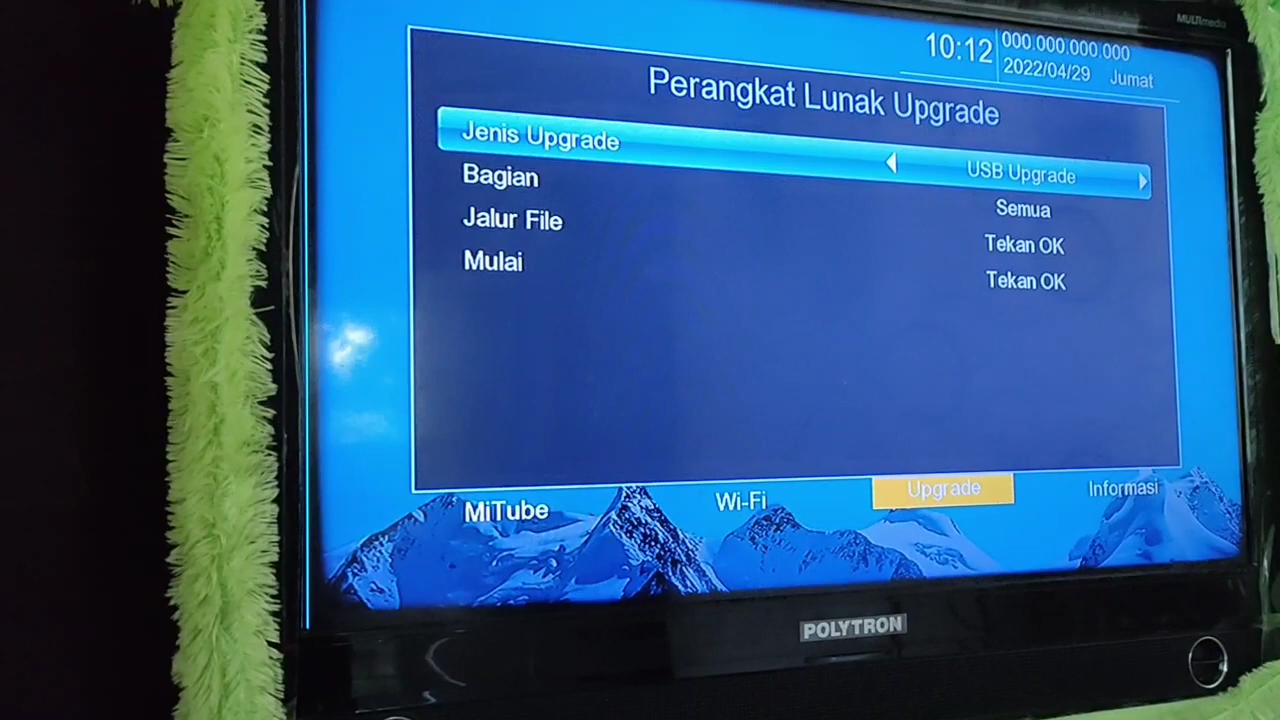 MULTImedia
10:12
000.000.000.000
2022/04/29 Jumat
Perangkat Lunak Upgrade
Jenis Upgrade USB Upgrade
Bagian Semua
Jalur File Tekan OK
Mulai Tekan OK
MiTube Wi-Fi Upgrade Informasi
POLYTRON